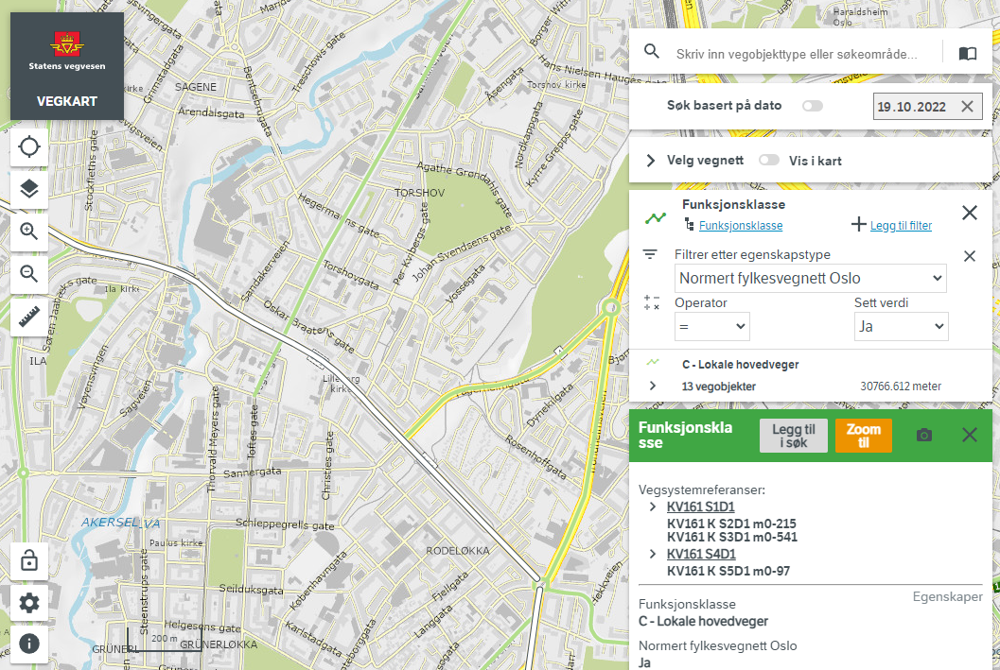 Statens vegvesen
VEGKART
SAGENE
Arendalsgata
Bentsebrugata
Treschows gate
Grimstadgata
Stockfleths gate
Åsengata
Hans Nielsen Hauges gate
Torshov kirke
Haraldsheim
Oslo
Nordkappgata
Kyrre Grepps gate
Agathe Grøndahls gate
TORSHOV
Hegermanns gate
Per Kvibergs gate
Johan Svendsens gate
Vossegata
Torshovgata
Sandakerveien
Oskar Braatens gate
Ila kirke
Søren Jaabæks gate
ILA
Vøyensvingen
Sagveien
Lilleborg
kirke
Thorvald Meyers gate
Toftes gate
Christies gate
Sannergata
Dynekilgata
Rosenhoffgata
Trondheimsveien
AKERSELVA
Schleppegrells gate
Paulus kirke
RODELØKKA
Københavngata
Fjellgata
Langgata
Hekkveien
Seilduksgata
Steenstrups gate
Helgesens gate
Karlstadgata
GRÜNERLØKKA
200 m
Skriv inn vegobjekttype eller søkeområde...
Søk basert på dato
19.10.2022
Velg vegnett
Vis i kart
Funksjonsklasse
Funksjonsklasse
Legg til filter
Filtrer etter egenskapstype
Normert fylkesvegnett Oslo
Operator
Sett verdi
=
Ja
C - Lokale hovedveger
13 vegobjekter
30766.612 meter
Funksjonskla
sse
Legg til
i søk
Zoom
til
Vegsystemreferanser:
KV161 S1D1
KV161 K S2D1 m0-215
KV161 K S3D1 m0-541
KV161 S4D1
KV161 K S5D1 m0-97
Egenskaper
Funksjonsklasse
C - Lokale hovedveger
Normert fylkesvegnett Oslo
Ja